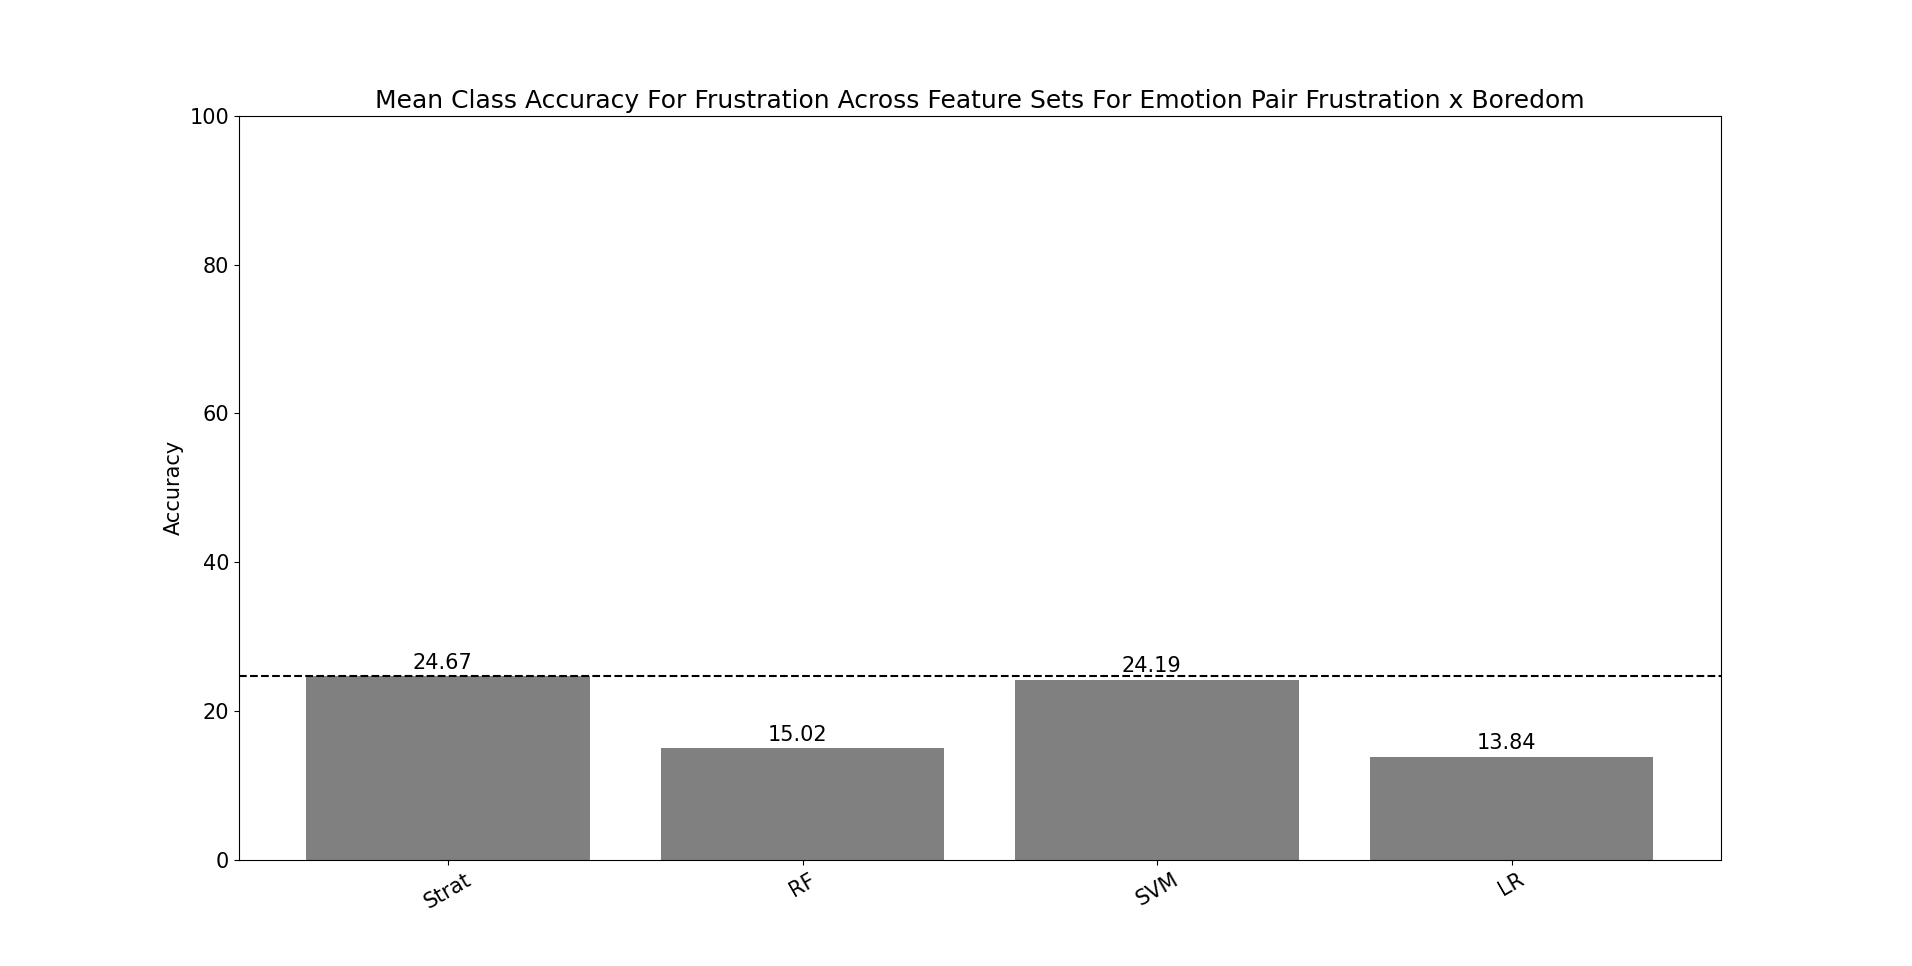 Mean Class Accuracy For Frustration Across Feature Sets For Emotion Pair Frustration x Boredom
100
80
60
40
20
0
Accuracy
24.67
15.02
24.19
13.84
Strat
RF
SVM
LR